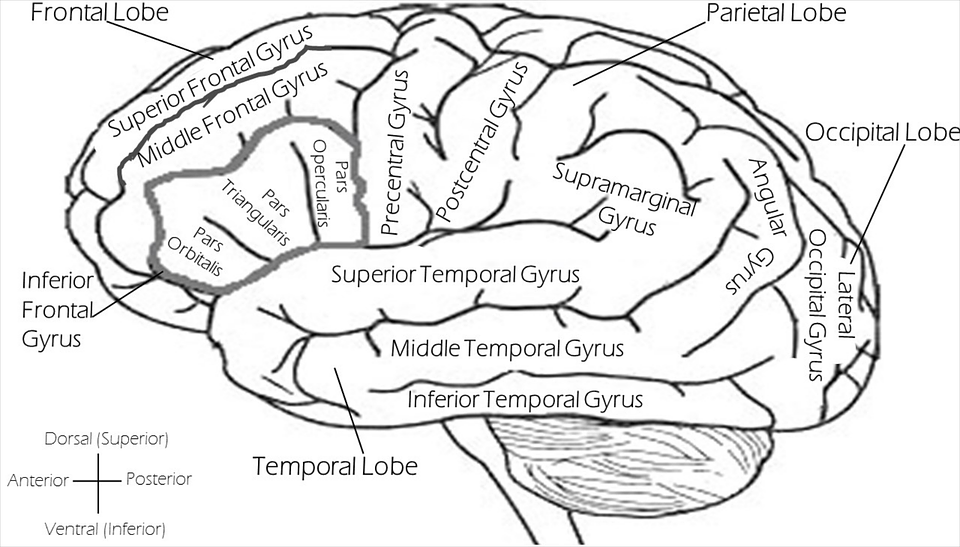 Frontal Lobe
Parietal Lobe
Superior Frontal Gyrus
Middle Frontal Gyrus
Precentral Gyrus
Postcentral Gyrus
Occipital Lobe
Pars
Opercularis
Pars
Triangularis
Pars
Orbitalis
Supramarginal
Gyrus
Angular
Gyrus
Lateral
Occipital Gyrus
Inferior
Frontal
Gyrus
Superior Temporal Gyrus
Middle Temporal Gyrus
Inferior Temporal Gyrus
Temporal Lobe
Dorsal (Superior)
Anterior
Posterior
Ventral (Inferior)